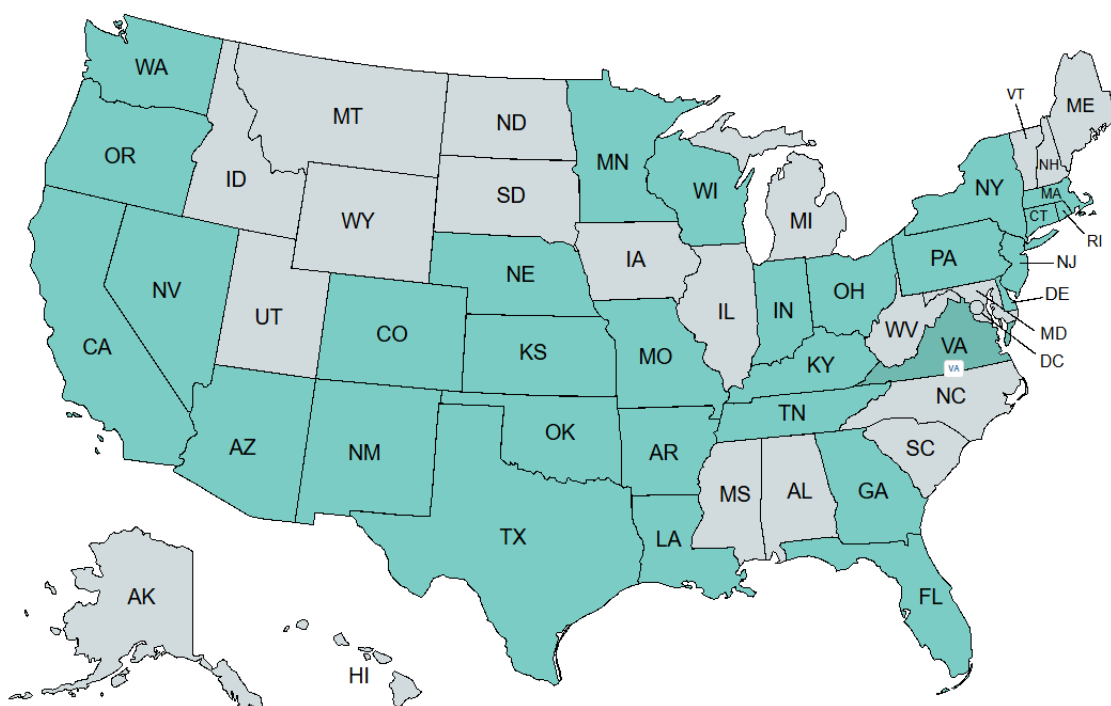 WA
MT
ND
MN
VT
ME
OR
ID
SD
WI
NY
NH
MA
CT
RI
WY
MI
IA
PA
NJ
NE
DE
NV
UT
CO
IL
IN
OH
MD
WV
VA
DC
VA
CA
KS
MO
KY
NC
AZ
NM
OK
AR
TN
SC
MS
AL
GA
TX
LA
FL
AK
HI